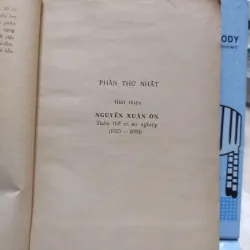 PHẦN THỨ NHẤT
Giới thiệu
NGUYỄN XUÂN ÔN
Thân thế và sự nghiệp
(1825 — 1889)
ODY